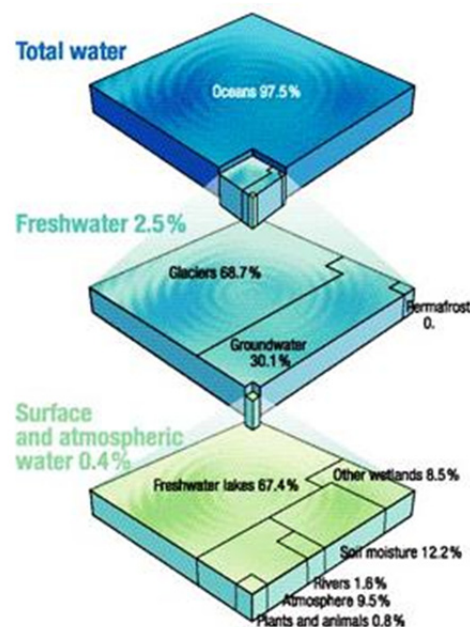 Total water
Oceans 97.5%
Freshwater 2.5%
Glaciers 68.7%
Permafrost
0.
Groundwater
30.1%
Surface
and atmospheric
water 0.4%
Freshwater lakes 67.4%
Other wetlands 8.5%
Soil moisture 12.2%
Rivers 1.6%
Atmosphere 9.5%
Plants and animals 0.8%